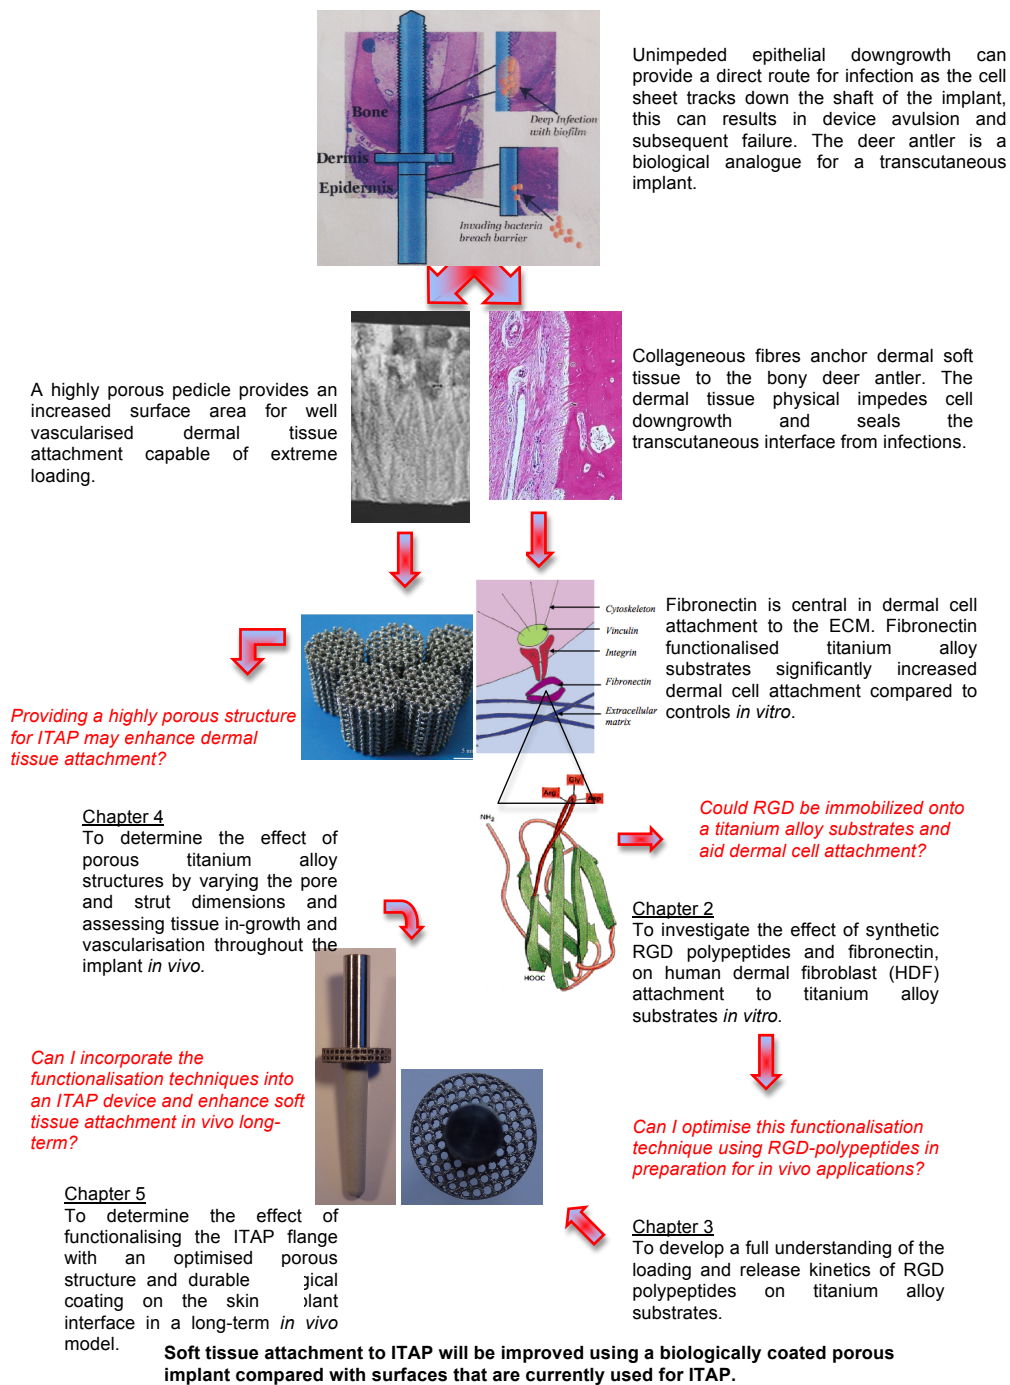 Unimpeded epithelial downgrowth can
provide a direct route for infection as the cell
sheet tracks down the shaft of the implant,
this can results in device avulsion and
subsequent failure. The deer antler is a
biological analogue for a transcutaneous
implant.
Bone
Deep Infection
with biofilm
Dermis
Epidermis
Invading bacteria
breach barrier
A highly porous pedicle provides an
increased surface area for well
vascularised dermal tissue
attachment capable of extreme
loading.
Collageneous fibres anchor dermal soft
tissue to the bony deer antler. The
dermal tissue physical impedes cell
downgrowth and seals the
transcutaneous interface from infections.
Cytoskeleton
Vinculin
Integrin
Fibronectin
Extracellular
matrix
Fibronectin is central in dermal cell
attachment to the ECM. Fibronectin
functionalised titanium alloy
substrates significantly increased
dermal cell attachment compared to
controls in vitro.
Providing a highly porous structure
for ITAP may enhance dermal
tissue attachment?
Gly
Arg
Asp
NH2
HOOC
Could RGD be immobilized onto
a titanium alloy substrates and
aid dermal cell attachment?
Chapter 4
To determine the effect of
porous titanium alloy
structures by varying the pore
and strut dimensions and
assessing tissue in-growth and
vascularisation throughout the
implant in vivo.
Chapter 2
To investigate the effect of synthetic
RGD polypeptides and fibronectin,
on human dermal fibroblast (HDF)
attachment to titanium alloy
substrates in vitro.
Can I incorporate the
functionalisation techniques into
an ITAP device and enhance soft
tissue attachment in vivo long-
term?
Can I optimise this functionalisation
technique using RGD-polypeptides in
preparation for in vivo applications?
Chapter 5
To determine the effect of
functionalising the ITAP flange
with an optimised porous
structure and durable gical
coating on the skin plant
interface in a long-term in vivo
model.
Chapter 3
To develop a full understanding of the
loading and release kinetics of RGD
polypeptides on titanium alloy
substrates.
Soft tissue attachment to ITAP will be improved using a biologically coated porous
implant compared with surfaces that are currently used for ITAP.